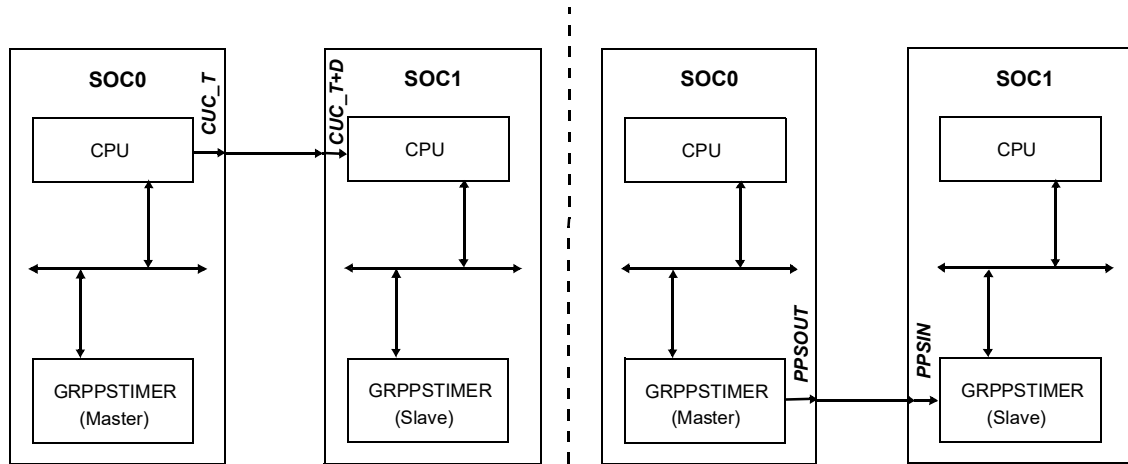 SOC0
CUC_T
CPU
GRPPSTIMER
(Master)
CUC_T+D
SOC1
CPU
GRPPSTIMER
(Slave)
SOC0
CPU
PPSOUT
GRPPSTIMER
(Master)
SOC1
CPU
PPSIN
GRPPSTIMER
(Slave)